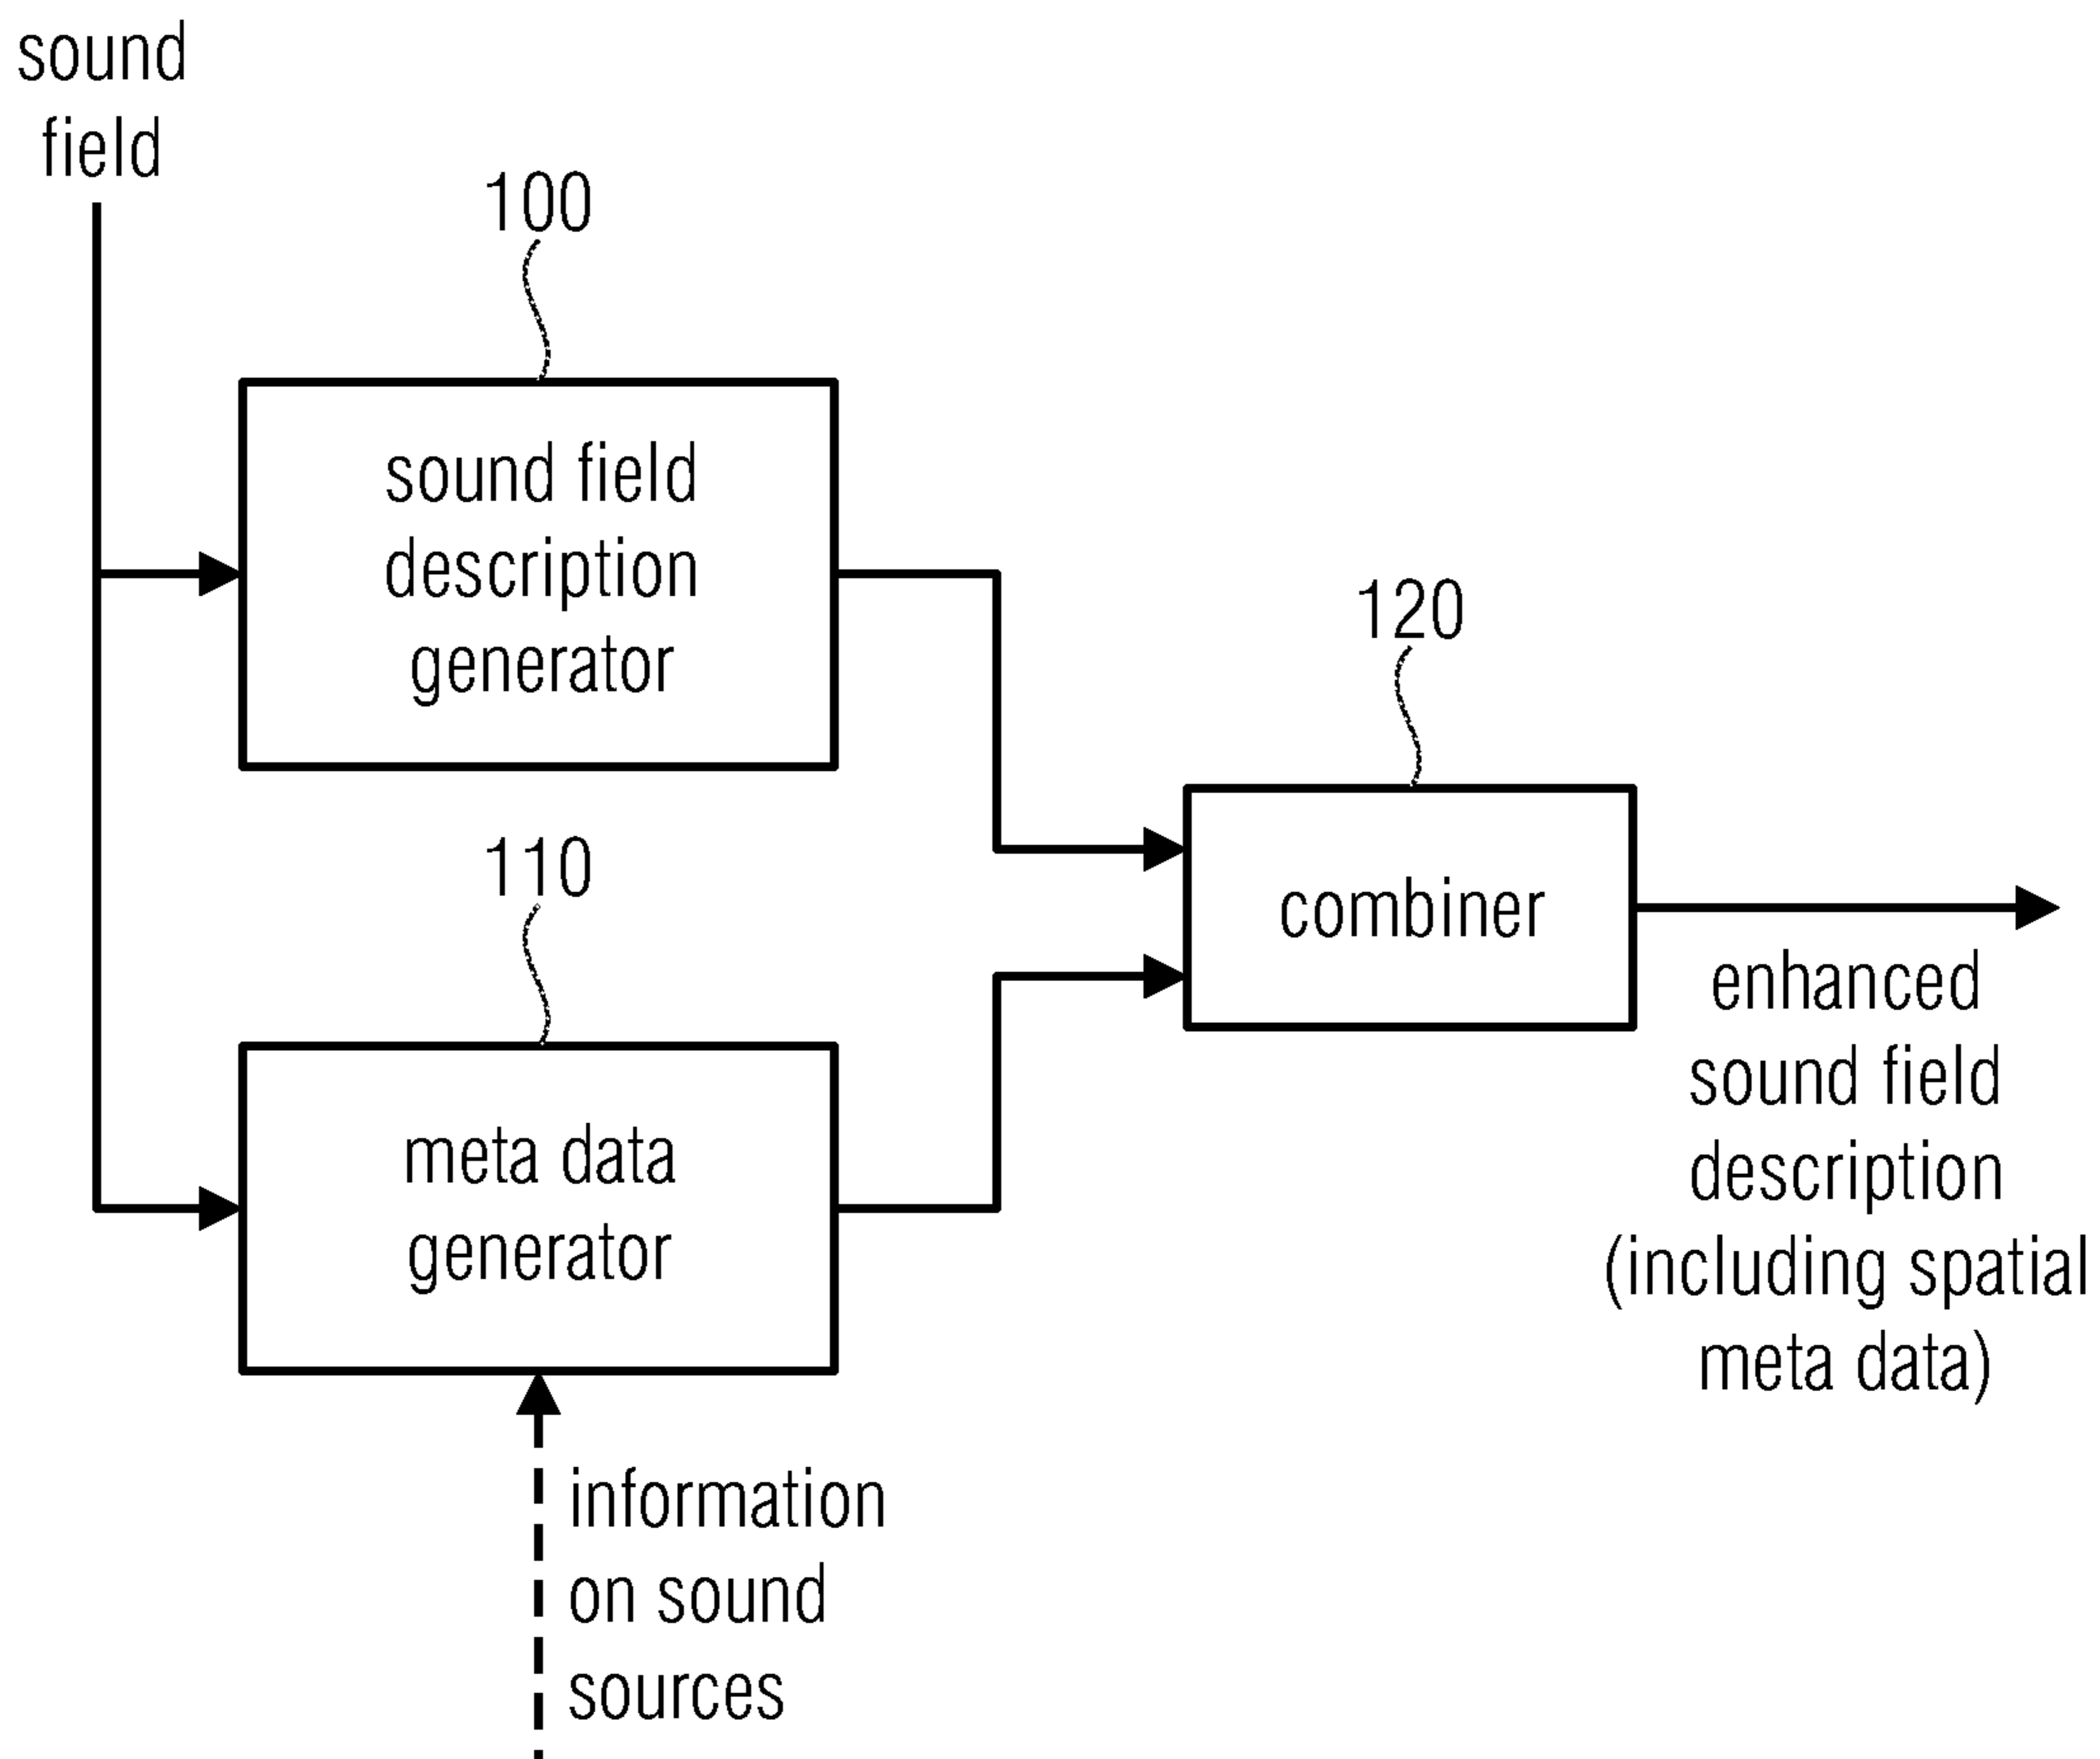 sound
field
100
sound field
description
generator
120
110
combiner
enhanced
sound field
description
(including spatial
meta data)
meta data
generator
information
on sound
sources